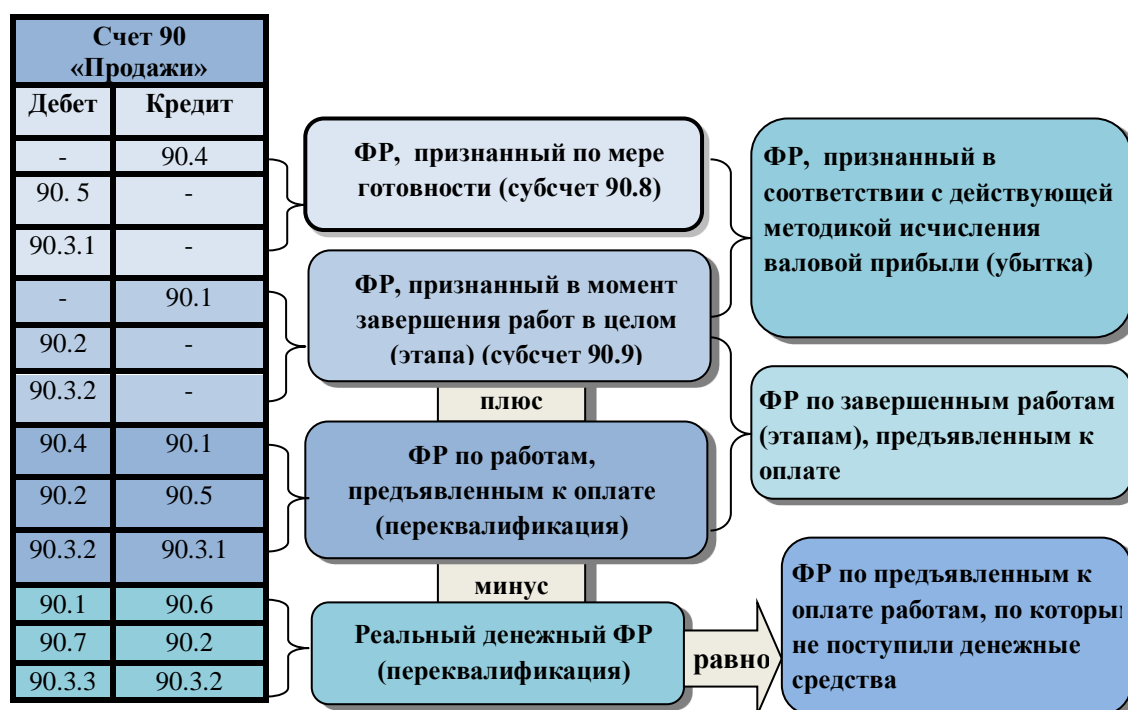 Счет 90
«Продажи»
Дебет Кредит
- 90.4
90. 5 -
90.3.1 -
- 90.1
90.2 -
90.3.2 -
90.4 90.1
90.2 90.5
90.3.2 90.3.1
90.1 90.6
90.7 90.2
90.3.3 90.3.2
ФР, признанный по мере
готовности (субсчет 90.8)
ФР, признанный в момент
завершения работ в целом
(этапа) (субсчет 90.9)
плюс
ФР по работам,
предъявленным к оплате
(переквалификация)
минус
Реальный денежный ФР
(переквалификация)
равно
ФР, признанный в
соответствии с действующей
методикой исчисления
валовой прибыли (убытка)
ФР по завершенным работам
(этапам), предъявленным к
оплате
ФР по предъявленным к
оплате работам, по которы
не поступили денежные
средства